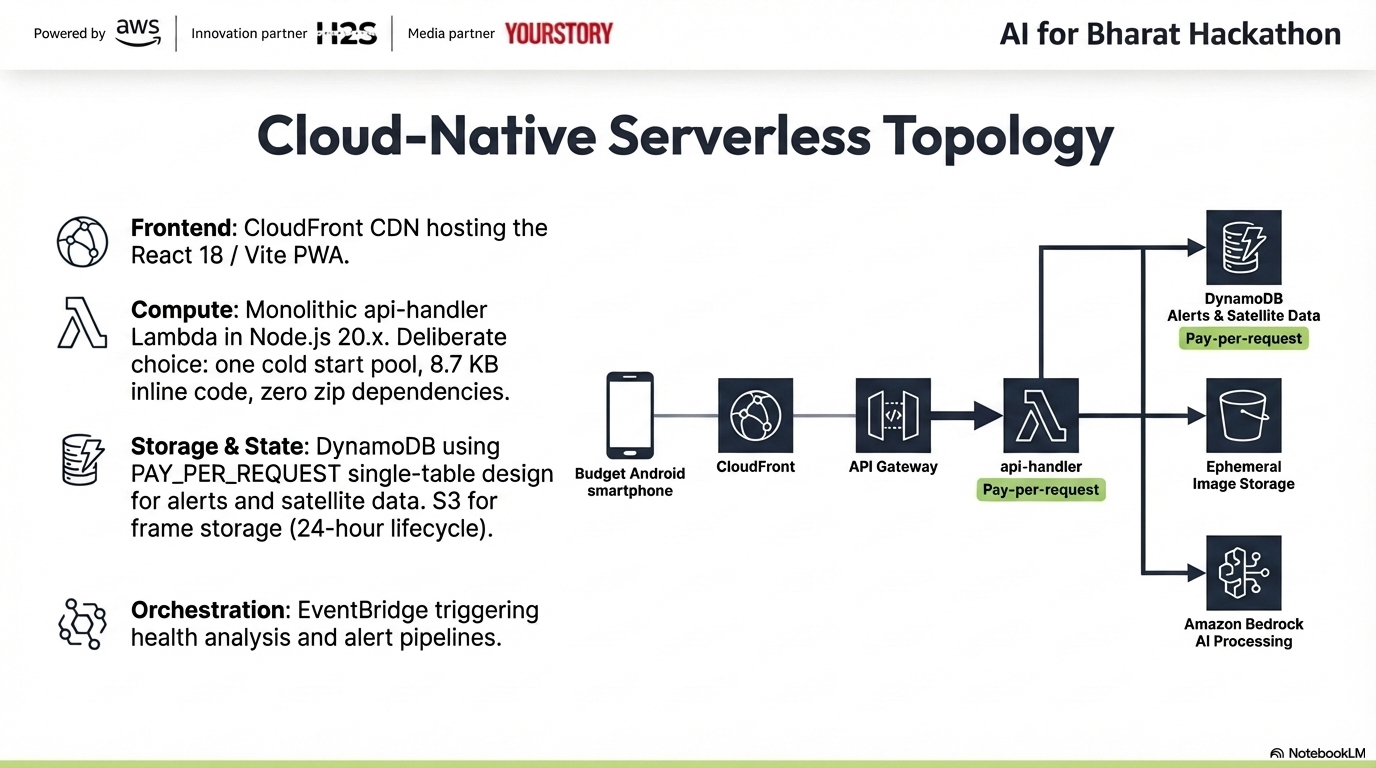 Powered by aws
Innovation partner H2S
Media partner YOURSTORY
AI for Bharat Hackathon
Cloud-Native Serverless Topology
Frontend: CloudFront CDN hosting the
React 18 / Vite PWA.
Compute: Monolithic api-handler
Lambda in Node.js 20.x. Deliberate
choice: one cold start pool, 8.7 KB
inline code, zero zip dependencies.
Storage & State: DynamoDB using
PAY_PER_REQUEST single-table design
for alerts and satellite data. S3 for
frame storage (24-hour lifecycle).
Orchestration: EventBridge triggering
health analysis and alert pipelines.
Budget Android
smartphone
CloudFront
</>
API Gateway
api-handler
Pay-per-request
DynamoDB
Alerts & Satellite Data
Pay-per-request
Ephemeral
Image Storage
Amazon Bedrock
AI Processing
NotebookLM